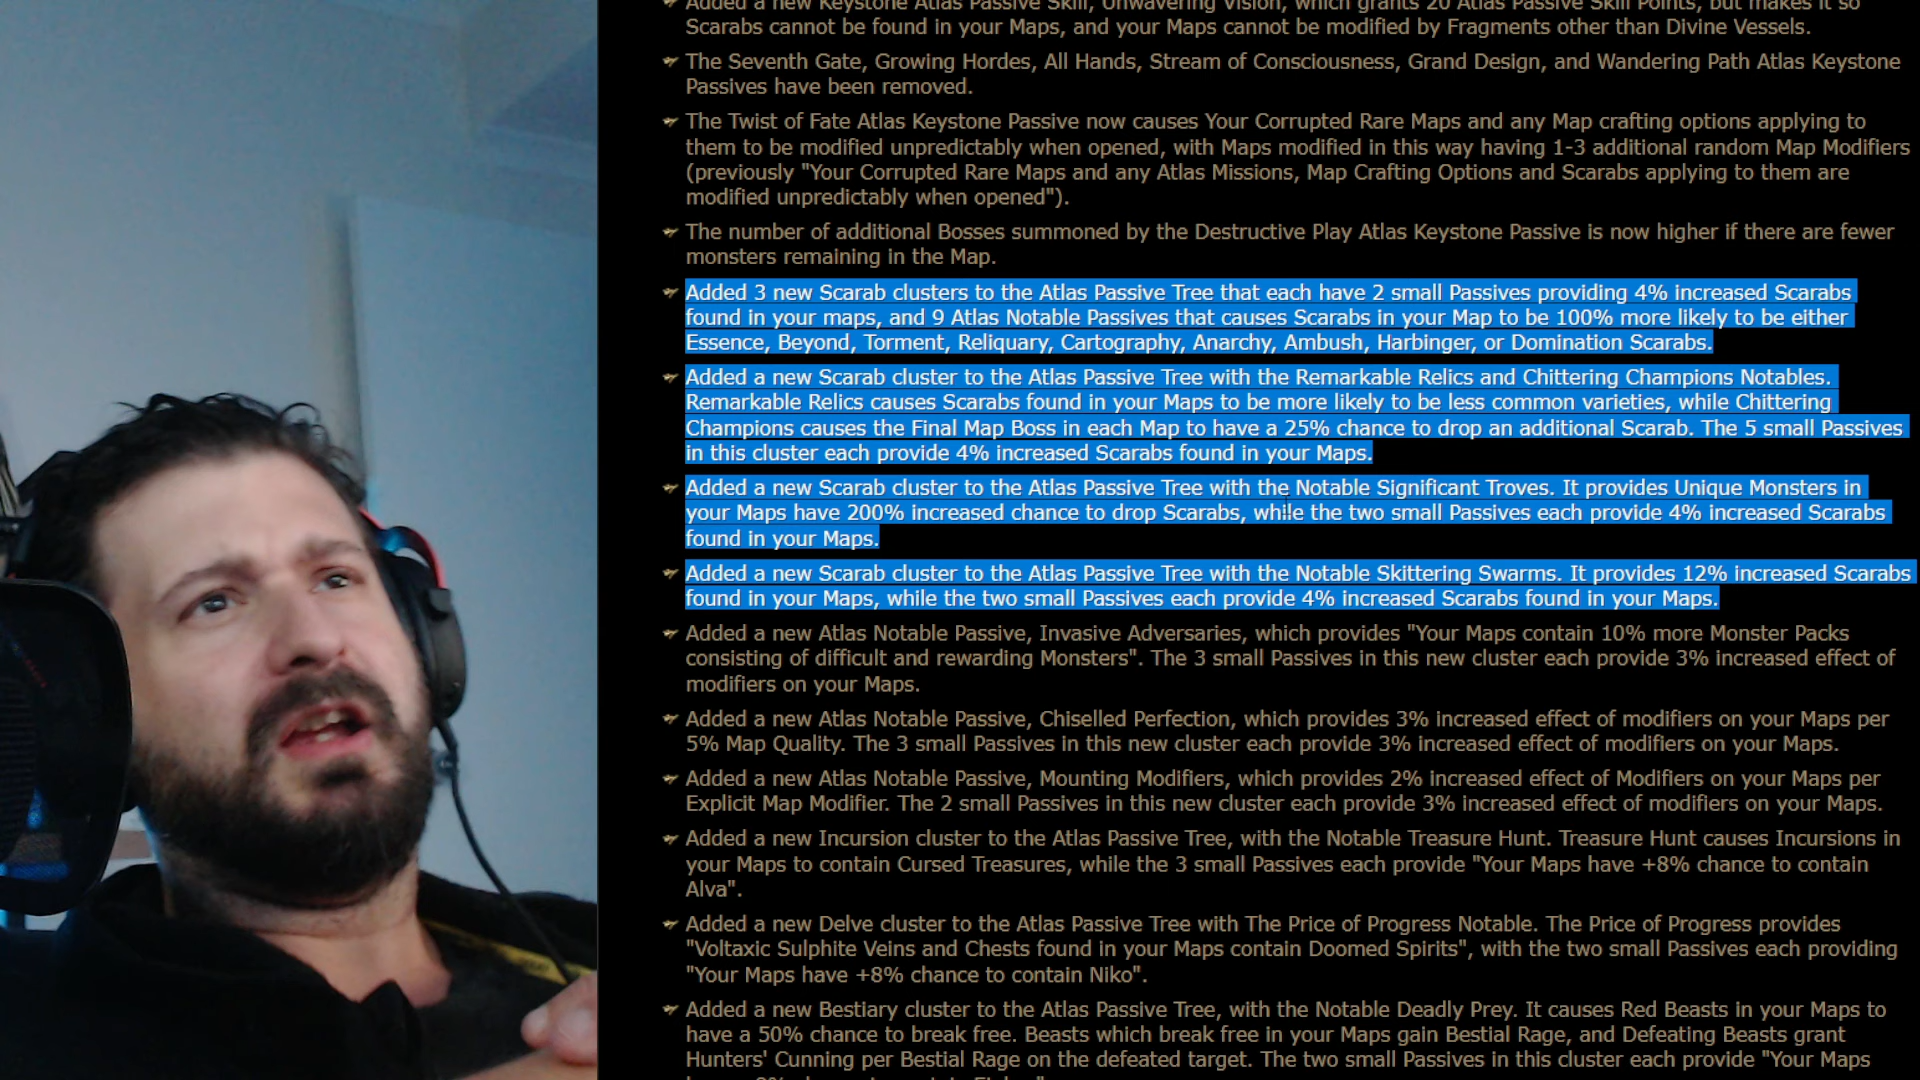 Added a new Keystone Atlas Passive Skill, Unwavering Vision, which grants 20 Atlas Passive Skill Points, but makes it so
Scarabs cannot be found in your Maps, and your Maps cannot be modified by Fragments other than Divine Vessels.
The Seventh Gate, Growing Hordes, All Hands, Stream of Consciousness, Grand Design, and Wandering Path Atlas Keystone
Passives have been removed.
The Twist of Fate Atlas Keystone Passive now causes Your Corrupted Rare Maps and any Map crafting options applying to
them to be modified unpredictably when opened, with Maps modified in this way having 1-3 additional random Map Modifiers
(previously "Your Corrupted Rare Maps and any Atlas Missions, Map Crafting Options and Scarabs applying to them are
modified unpredictably when opened").
The number of additional Bosses summoned by the Destructive Play Atlas Keystone Passive is now higher if there are fewer
monsters remaining in the Map.
Added 3 new Scarab clusters to the Atlas Passive Tree that each have 2 small Passives providing 4% increased Scarabs
found in your maps, and 9 Atlas Notable Passives that causes Scarabs in your Map to be 100% more likely to be either
Essence, Beyond, Torment, Reliquary, Cartography, Anarchy, Ambush, Harbinger, or Domination Scarabs.
Added a new Scarab cluster to the Atlas Passive Tree with the Remarkable Relics and Chittering Champions Notables.
Remarkable Relics causes Scarabs found in your Maps to be more likely to be less common varieties, while Chittering
Champions causes the Final Map Boss in each Map to have a 25% chance to drop an additional Scarab. The 5 small Passives
in this cluster each provide 4% increased Scarabs found in your Maps.
Added a new Scarab cluster to the Atlas Passive Tree with the Notable Significant Troves. It provides Unique Monsters in
your Maps have 200% increased chance to drop Scarabs, while the two small Passives each provide 4% increased Scarabs
found in your Maps.
Added a new Scarab cluster to the Atlas Passive Tree with the Notable Skittering Swarms. It provides 12% increased Scarabs
found in your Maps, while the two small Passives each provide 4% increased Scarabs found in your Maps.
Added a new Atlas Notable Passive, Invasive Adversaries, which provides "Your Maps contain 10% more Monster Packs
consisting of difficult and rewarding Monsters". The 3 small Passives in this new cluster each provide 3% increased effect of
modifiers on your Maps.
Added a new Atlas Notable Passive, Chiselled Perfection, which provides 3% increased effect of modifiers on your Maps per
5% Map Quality. The 3 small Passives in this new cluster each provide 3% increased effect of modifiers on your Maps.
Added a new Atlas Notable Passive, Mounting Modifiers, which provides 2% increased effect of Modifiers on your Maps per
Explicit Map Modifier. The 2 small Passives in this new cluster each provide 3% increased effect of modifiers on your Maps.
Added a new Incursion cluster to the Atlas Passive Tree, with the Notable Treasure Hunt. Treasure Hunt causes Incursions in
your Maps to contain Cursed Treasures, while the 3 small Passives each provide "Your Maps have +8% chance to contain
Alva".
Added a new Delve cluster to the Atlas Passive Tree with The Price of Progress Notable. The Price of Progress provides
"Voltaxic Sulphite Veins and Chests found in your Maps contain Doomed Spirits", with the two small Passives each providing
"Your Maps have +8% chance to contain Niko".
Added a new Bestiary cluster to the Atlas Passive Tree, with the Notable Deadly Prey. It causes Red Beasts in your Maps to
have a 50% chance to break free. Beasts which break free in your Maps gain Bestial Rage, and Defeating Beasts grant
Hunters' Cunning per Bestial Rage on the defeated target. The two small Passives in this cluster each provide "Your Maps